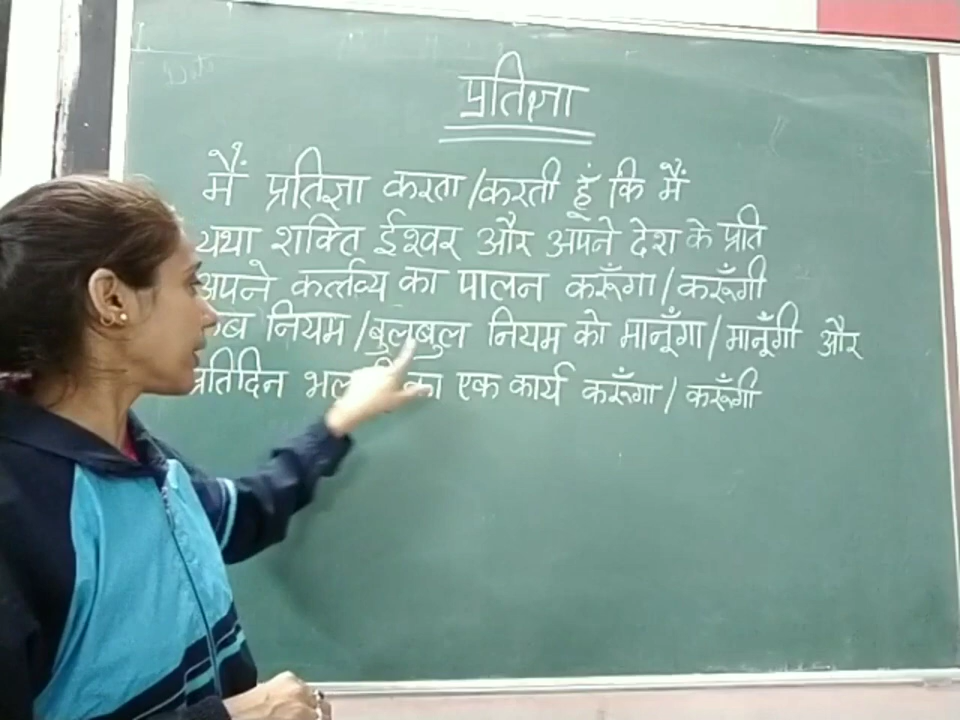 प्रतिज्ञा
मैं प्रतिज्ञा करता/करती हूँ कि मैं
यथा शक्ति ईश्वर और अपने देश के प्रति
अपने कर्त्तव्य का पालन करूँगा/करूँगी
नियम/बुलबुल नियम को मानूँगा/मानूँगी और
प्रतिदिन का एक कार्य करूँगा/करूँगी